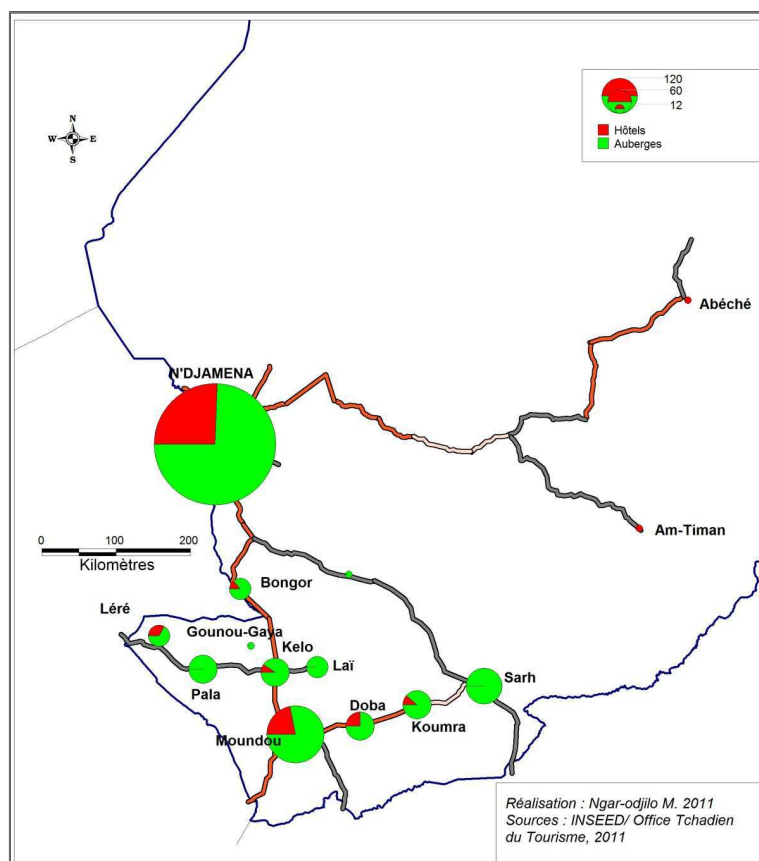 120
60
12
Hôtels
Auberges
N
W E
S
Abéché
N'DJAMENA
Am-Timan
0 100 200
Kilomètres
Bongor
Léré
Gounou-Gaya
Kelo
Laï
Pala
Sarh
Doba
Koumra
Moundou
Réalisation : Ngar-odjilo M. 2011
Sources : INSEED/ Office Tchadien
du Tourisme, 2011